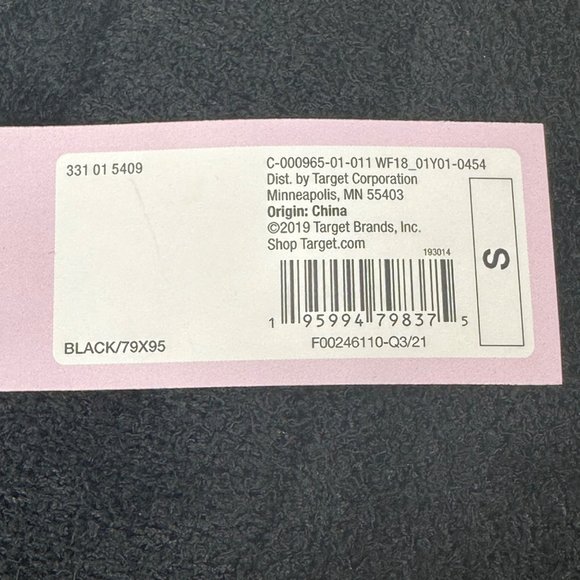 331 01 5409
C-000965-01-011 WF18_01Y01-0454
Dist. by Target Corporation
Minneapolis, MN 55403
Origin: China
©2019 Target Brands, Inc.
Shop Target.com
193014
1 95994 79837 5
BLACK/79X95
F00246110-Q3/21
S